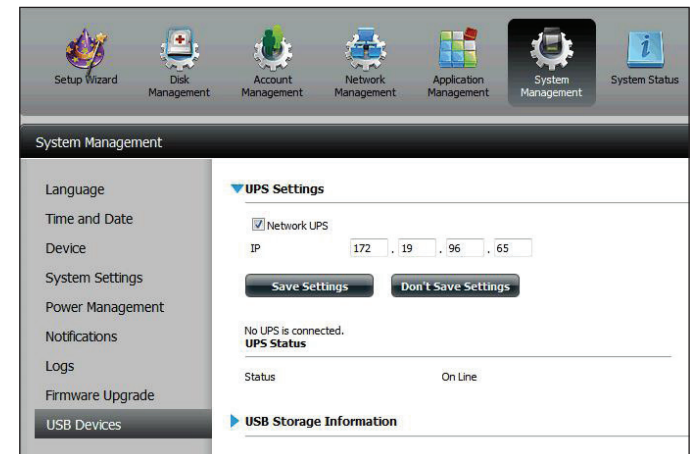 Setup Wizard
Disk Management
Account Management
Network Management
Application Management
System Management
System Status
System Management
Language
Time and Date
Device
System Settings
Power Management
Notifications
Logs
Firmware Upgrade
USB Devices
UPS Settings
Network UPS
IP 172 . 19 . 96 . 65
Save Settings Don't Save Settings
No UPS is connected.
UPS Status
Status On Line
USB Storage Information